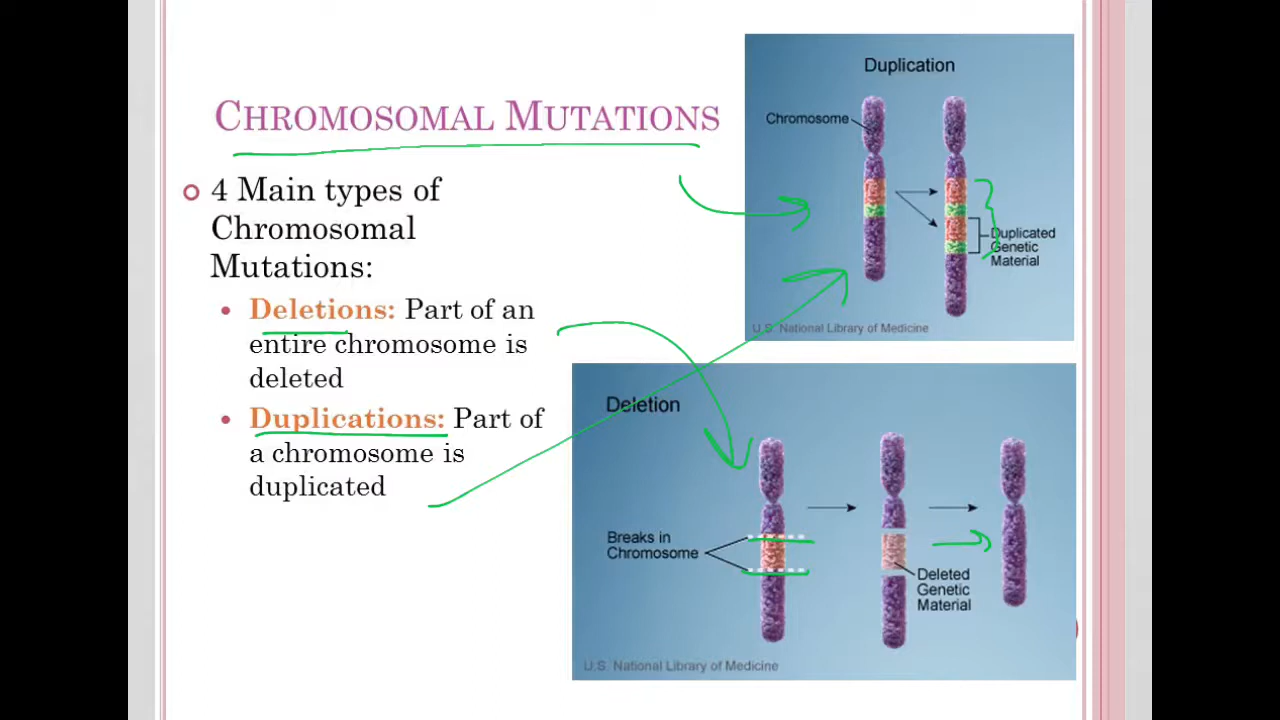 CHROMOSOMAL MUTATIONS
4 Main types of
Chromosomal
Mutations:
Deletions: Part of an
entire chromosome is
deleted
Duplications: Part of
a chromosome is
duplicated
Duplication
Chromosome
Duplicated
Genetic
Material
U.S. National Library of Medicine
Deletion
Breaks in
Chromosome
Deleted
Genetic
Material
U.S. National Library of Medicine